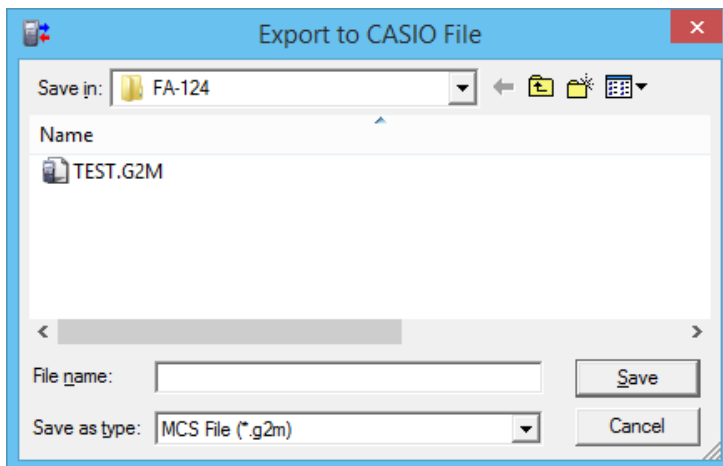 Export to CASIO File
Save in: FA-124
Name
TEST.G2M
File name:
Save
Save as type: MCS File (*.g2m)
Cancel